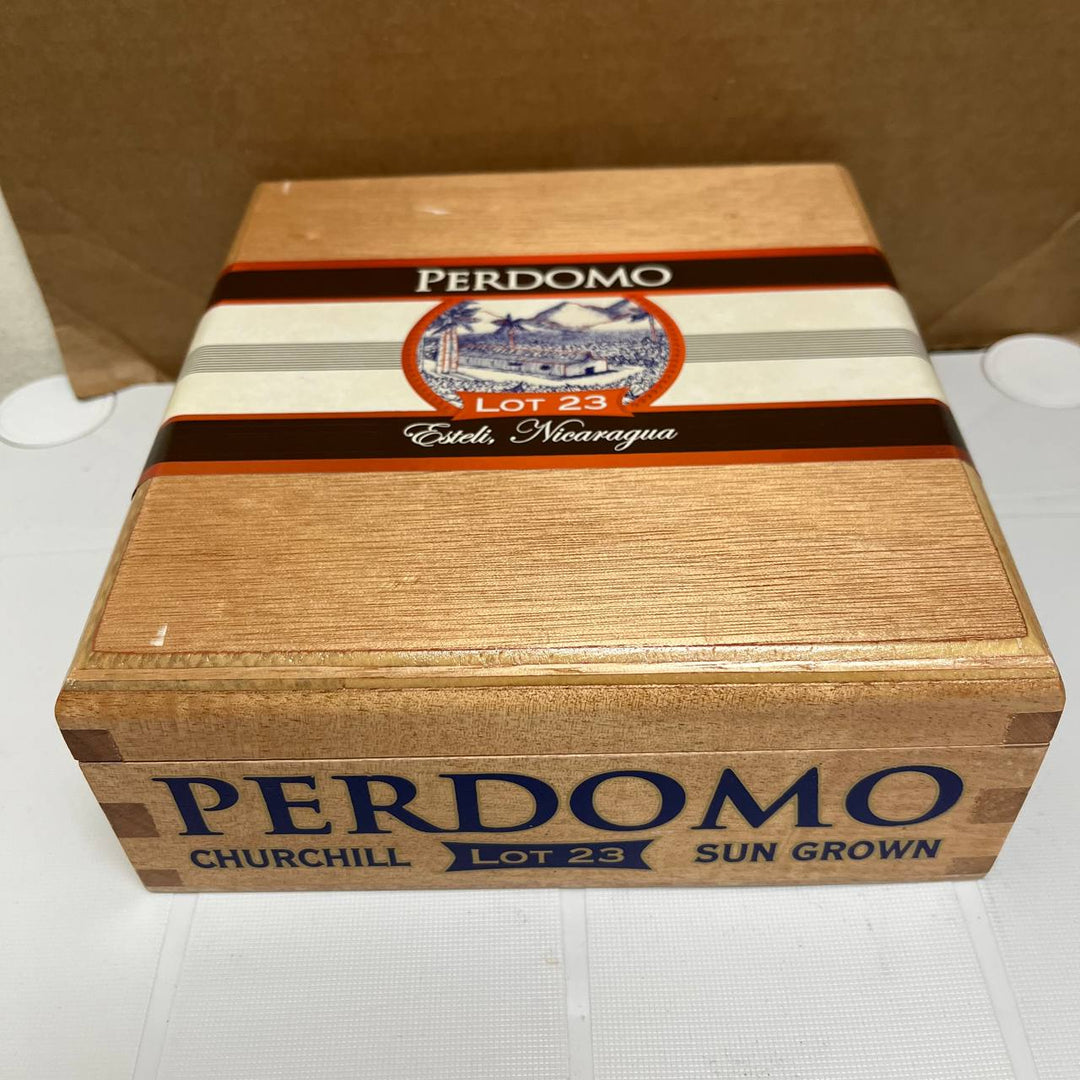 PERDOMO
LOT 23
Esteli, Nicaragua
PERDOMO
CHURCHILL LOT 23 SUN GROWN